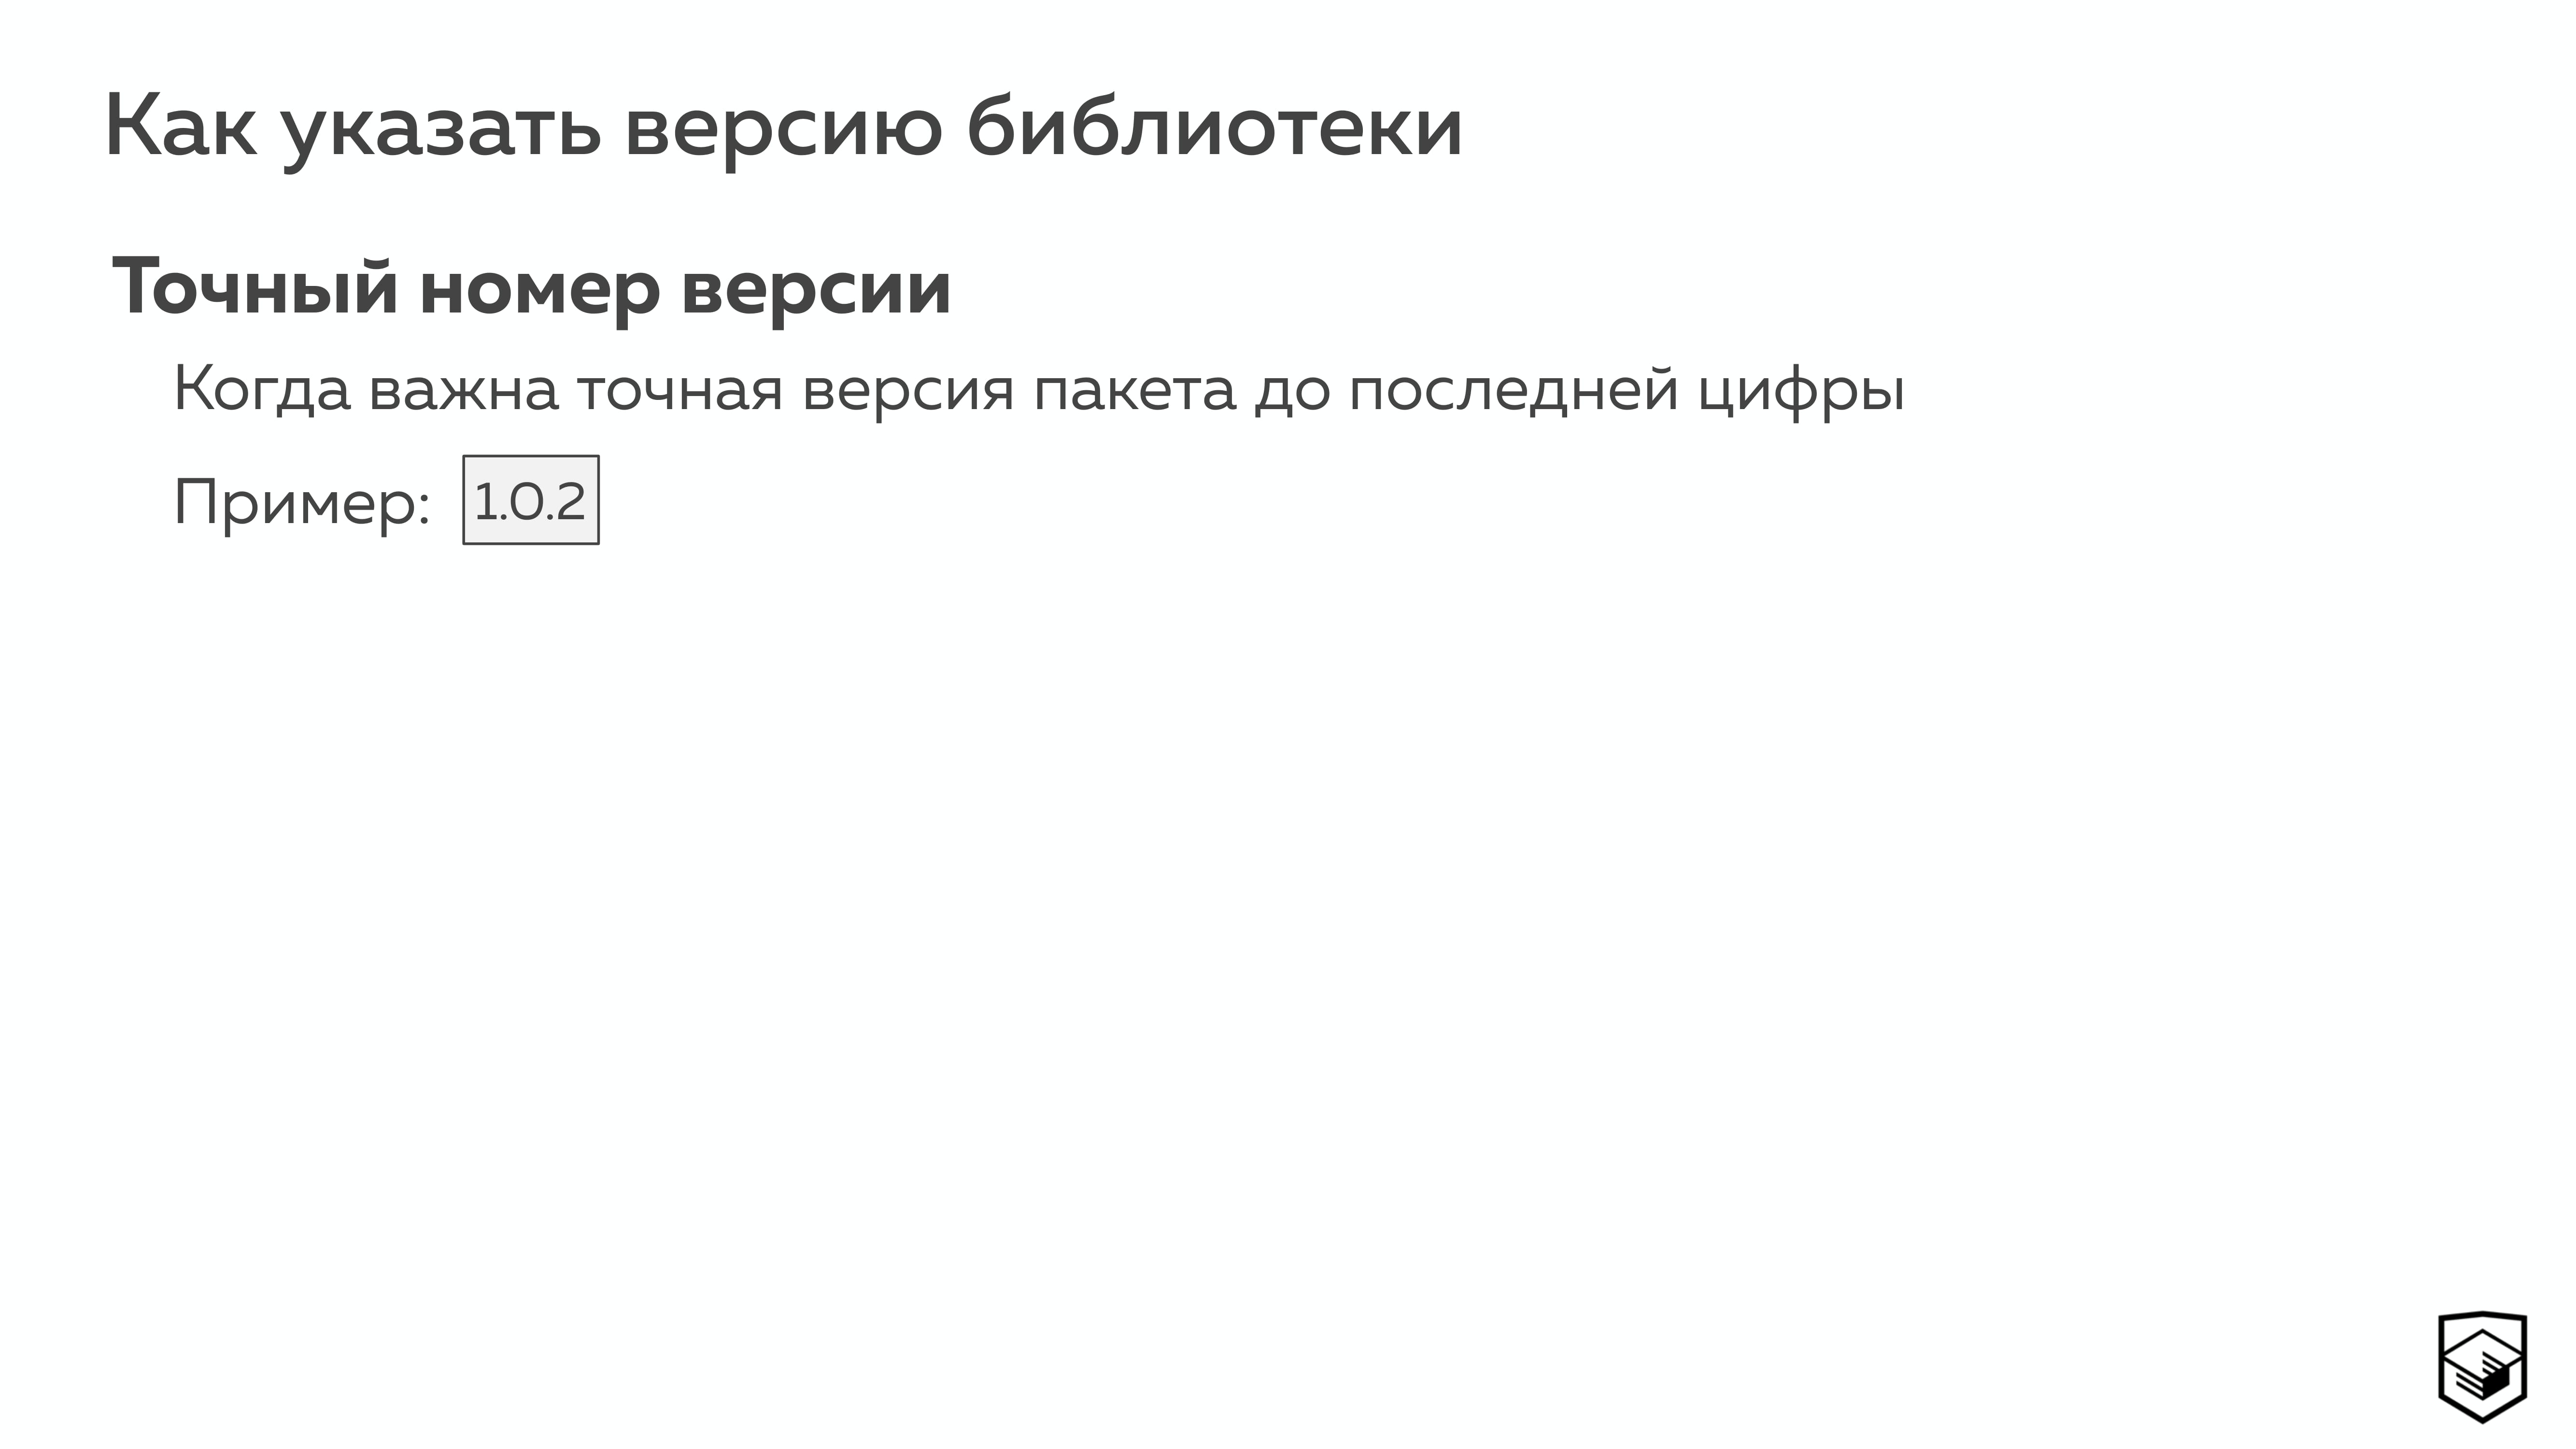 Как указать версию библиотеки
Точный номер версии
Когда важна точная версия пакета до последней цифры
Пример: 1.0.2